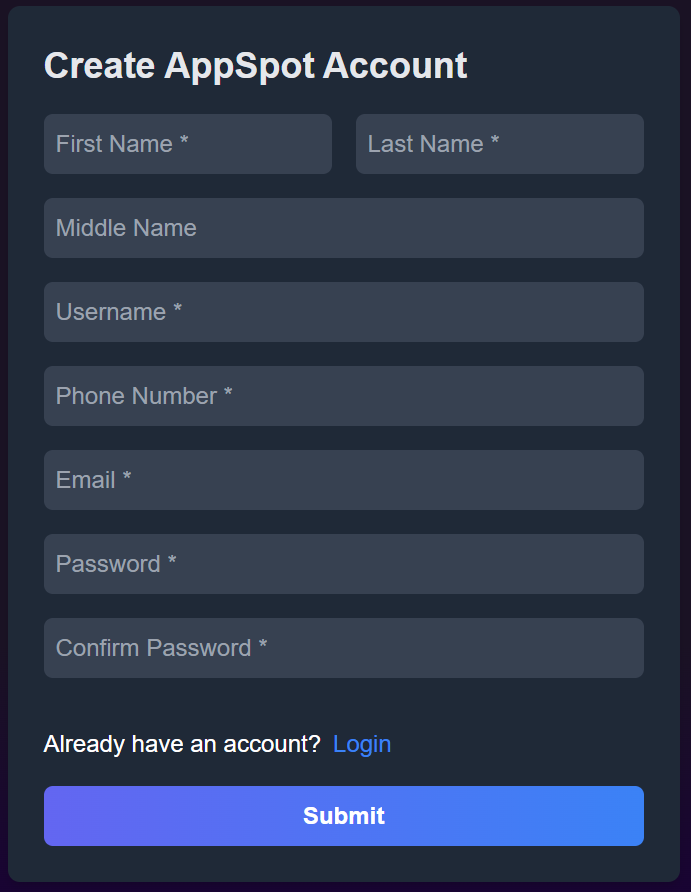 Create AppSpot Account
First Name * Last Name *
Middle Name
Username *
Phone Number *
Email *
Password *
Confirm Password *
Already have an account? Login
Submit